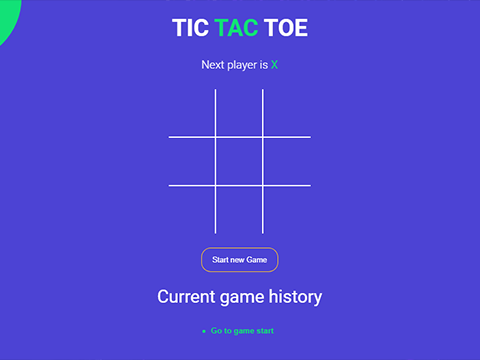 TIC TAC TOE
Next player is X
Start new Game
Current game history
Go to game start